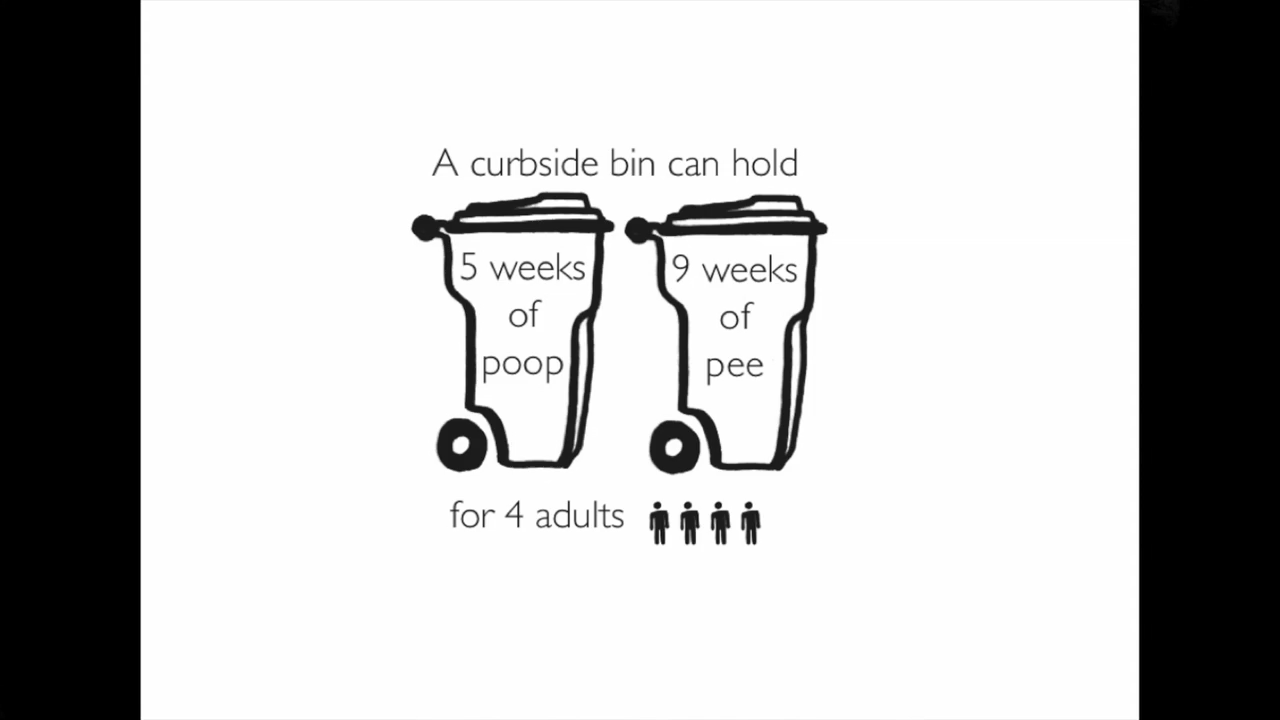 A curbside bin can hold
5 weeks
of
poop
9 weeks
of
pee
for 4 adults